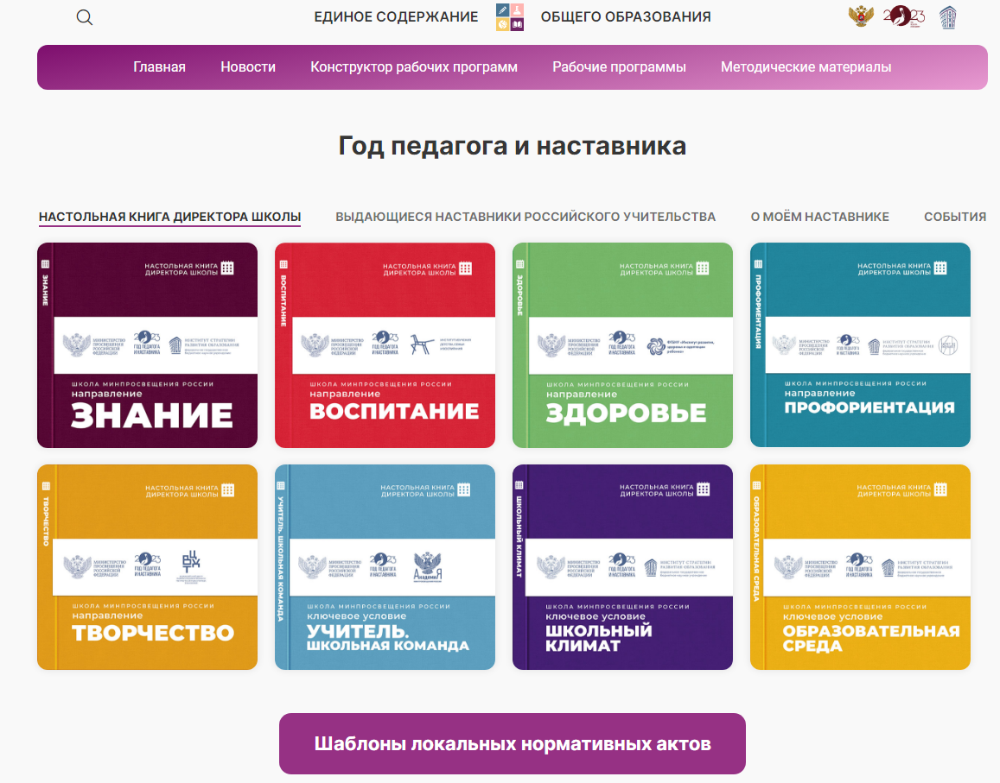 ЕДИНОЕ СОДЕРЖАНИЕ ОБЩЕГО ОБРАЗОВАНИЯ
Главная Новости Конструктор рабочих программ Рабочие программы Методические материалы
Год педагога и наставника
НАСТОЛЬНАЯ КНИГА ДИРЕКТОРА ШКОЛЫ ВЫДАЮЩИЕСЯ НАСТАВНИКИ РОССИЙСКОГО УЧИТЕЛЬСТВА О МОЁМ НАСТАВНИКЕ СОБЫТИЯ
ЗНАНИЕ
НАСТОЛЬНАЯ КНИГА
ДИРЕКТОРА ШКОЛЫ
МИНИСТЕРСТВО
ПРОСВЕЩЕНИЯ
РОССИЙСКОЙ
ФЕДЕРАЦИИ
2023
ГОД ПЕДАГОГА
И НАСТАВНИКА
ИНСТИТУТ СТРАТЕГИИ
РАЗВИТИЯ ОБРАЗОВАНИЯ
ШКОЛА МИНПРОСВЕЩЕНИЯ РОССИИ
направление
ЗНАНИЕ
ВОСПИТАНИЕ
НАСТОЛЬНАЯ КНИГА
ДИРЕКТОРА ШКОЛЫ
МИНИСТЕРСТВО
ПРОСВЕЩЕНИЯ
РОССИЙСКОЙ
ФЕДЕРАЦИИ
2023
ГОД ПЕДАГОГА
И НАСТАВНИКА
ШКОЛА МИНПРОСВЕЩЕНИЯ РОССИИ
направление
ВОСПИТАНИЕ
ЗДОРОВЬЕ
НАСТОЛЬНАЯ КНИГА
ДИРЕКТОРА ШКОЛЫ
МИНИСТЕРСТВО
ПРОСВЕЩЕНИЯ
РОССИЙСКОЙ
ФЕДЕРАЦИИ
2023
ГОД ПЕДАГОГА
И НАСТАВНИКА
ШКОЛА МИНПРОСВЕЩЕНИЯ РОССИИ
направление
ЗДОРОВЬЕ
ПРОФОРИЕНТАЦИЯ
НАСТОЛЬНАЯ КНИГА
ДИРЕКТОРА ШКОЛЫ
МИНИСТЕРСТВО
ПРОСВЕЩЕНИЯ
РОССИЙСКОЙ
ФЕДЕРАЦИИ
2023
ГОД ПЕДАГОГА
И НАСТАВНИКА
ИНСТИТУТ СТРАТЕГИИ
РАЗВИТИЯ ОБРАЗОВАНИЯ
ШКОЛА МИНПРОСВЕЩЕНИЯ РОССИИ
направление
ПРОФОРИЕНТАЦИЯ
ТВОРЧЕСТВО
НАСТОЛЬНАЯ КНИГА
ДИРЕКТОРА ШКОЛЫ
МИНИСТЕРСТВО
ПРОСВЕЩЕНИЯ
РОССИЙСКОЙ
ФЕДЕРАЦИИ
2023
ГОД ПЕДАГОГА
И НАСТАВНИКА
ШКОЛА МИНПРОСВЕЩЕНИЯ РОССИИ
направление
ТВОРЧЕСТВО
УЧИТЕЛЬ. ШКОЛЬНАЯ КОМАНДА
НАСТОЛЬНАЯ КНИГА
ДИРЕКТОРА ШКОЛЫ
МИНИСТЕРСТВО
ПРОСВЕЩЕНИЯ
РОССИЙСКОЙ
ФЕДЕРАЦИИ
2023
ГОД ПЕДАГОГА
И НАСТАВНИКА
АкадемиЯ
ШКОЛА МИНПРОСВЕЩЕНИЯ РОССИИ
ключевое условие
УЧИТЕЛЬ.
ШКОЛЬНАЯ КОМАНДА
ШКОЛЬНЫЙ КЛИМАТ
НАСТОЛЬНАЯ КНИГА
ДИРЕКТОРА ШКОЛЫ
МИНИСТЕРСТВО
ПРОСВЕЩЕНИЯ
РОССИЙСКОЙ
ФЕДЕРАЦИИ
2023
ГОД ПЕДАГОГА
И НАСТАВНИКА
ИНСТИТУТ СТРАТЕГИИ
РАЗВИТИЯ ОБРАЗОВАНИЯ
ШКОЛА МИНПРОСВЕЩЕНИЯ РОССИИ
ключевое условие
ШКОЛЬНЫЙ
КЛИМАТ
ОБРАЗОВАТЕЛЬНАЯ СРЕДА
НАСТОЛЬНАЯ КНИГА
ДИРЕКТОРА ШКОЛЫ
МИНИСТЕРСТВО
ПРОСВЕЩЕНИЯ
РОССИЙСКОЙ
ФЕДЕРАЦИИ
2023
ГОД ПЕДАГОГА
И НАСТАВНИКА
ИНСТИТУТ СТРАТЕГИИ
РАЗВИТИЯ ОБРАЗОВАНИЯ
ШКОЛА МИНПРОСВЕЩЕНИЯ РОССИИ
ключевое условие
ОБРАЗОВАТЕЛЬНАЯ
СРЕДА
Шаблоны локальных нормативных актов